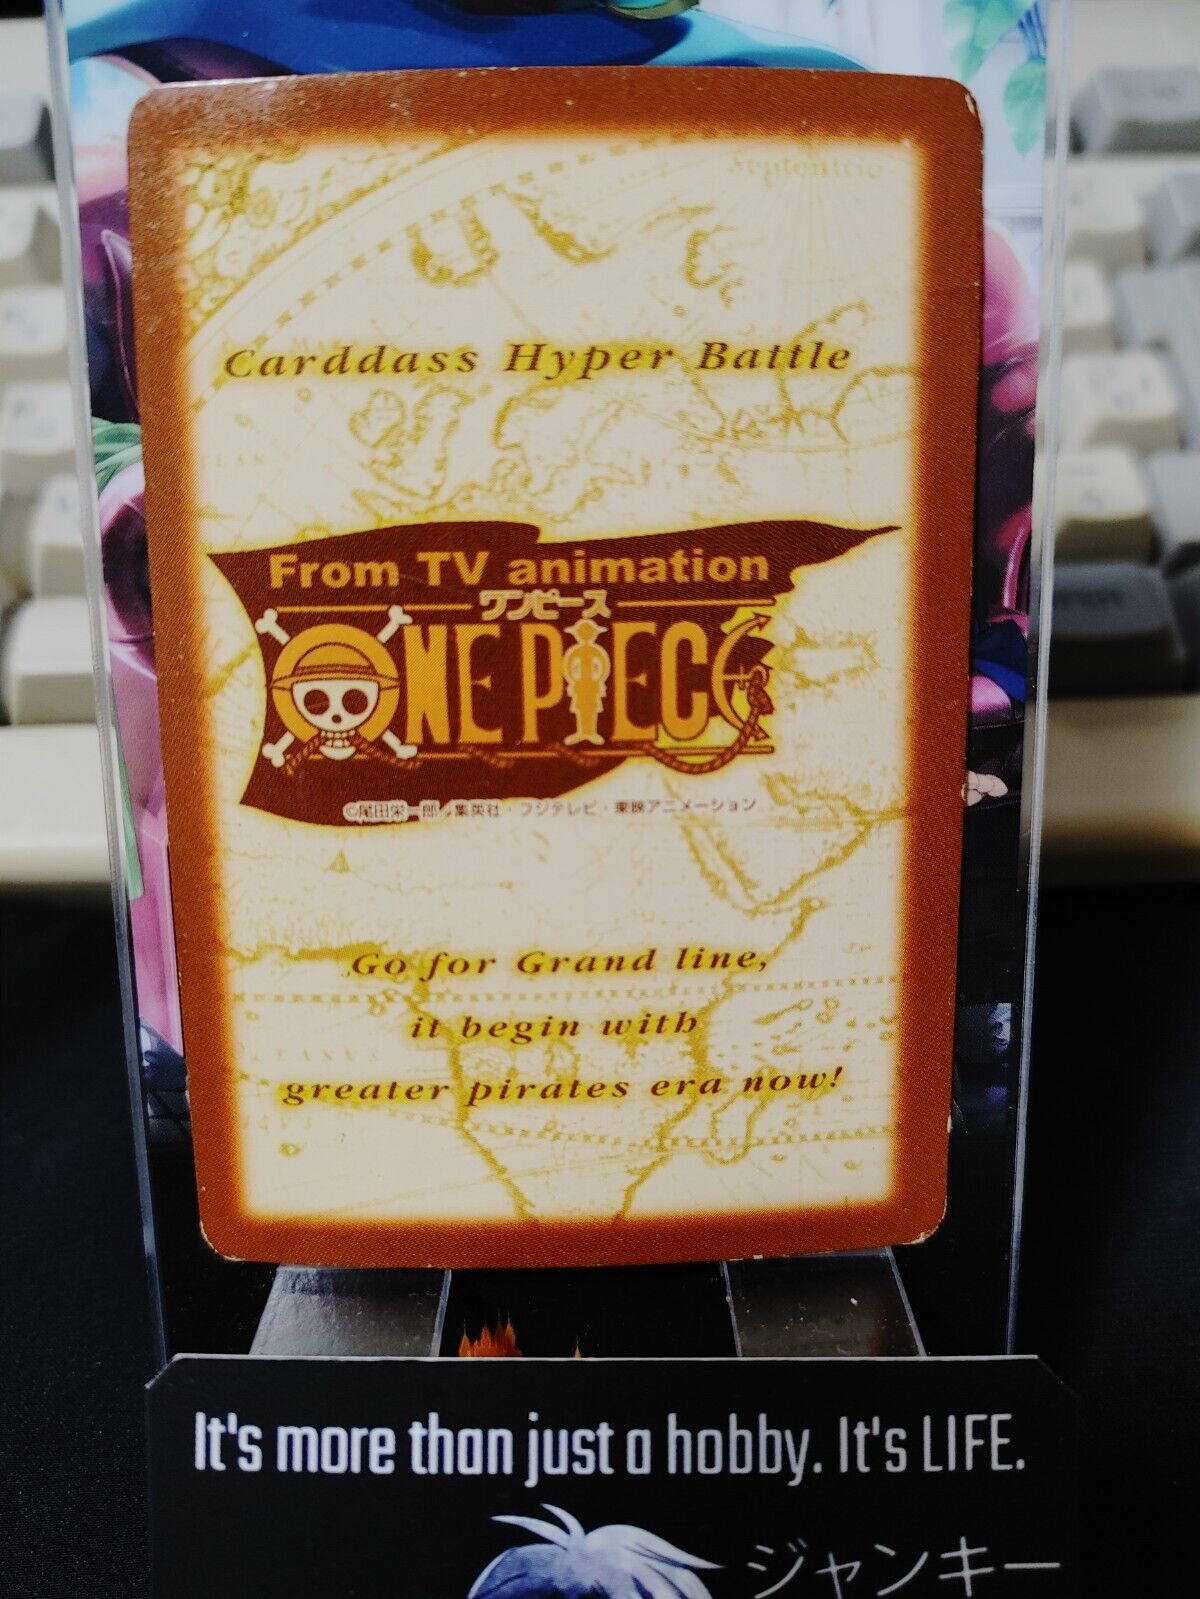 Septentrio
Carddass Hyper Battle
From TV animation
ワンピース
ONE PIECE
©尾田栄一郎/集英社・フジテレビ・東映アニメーション
Go for Grand line,
it begin with
greater pirates era now!
It's more than just a hobby. It's LIFE.
ジャンキー